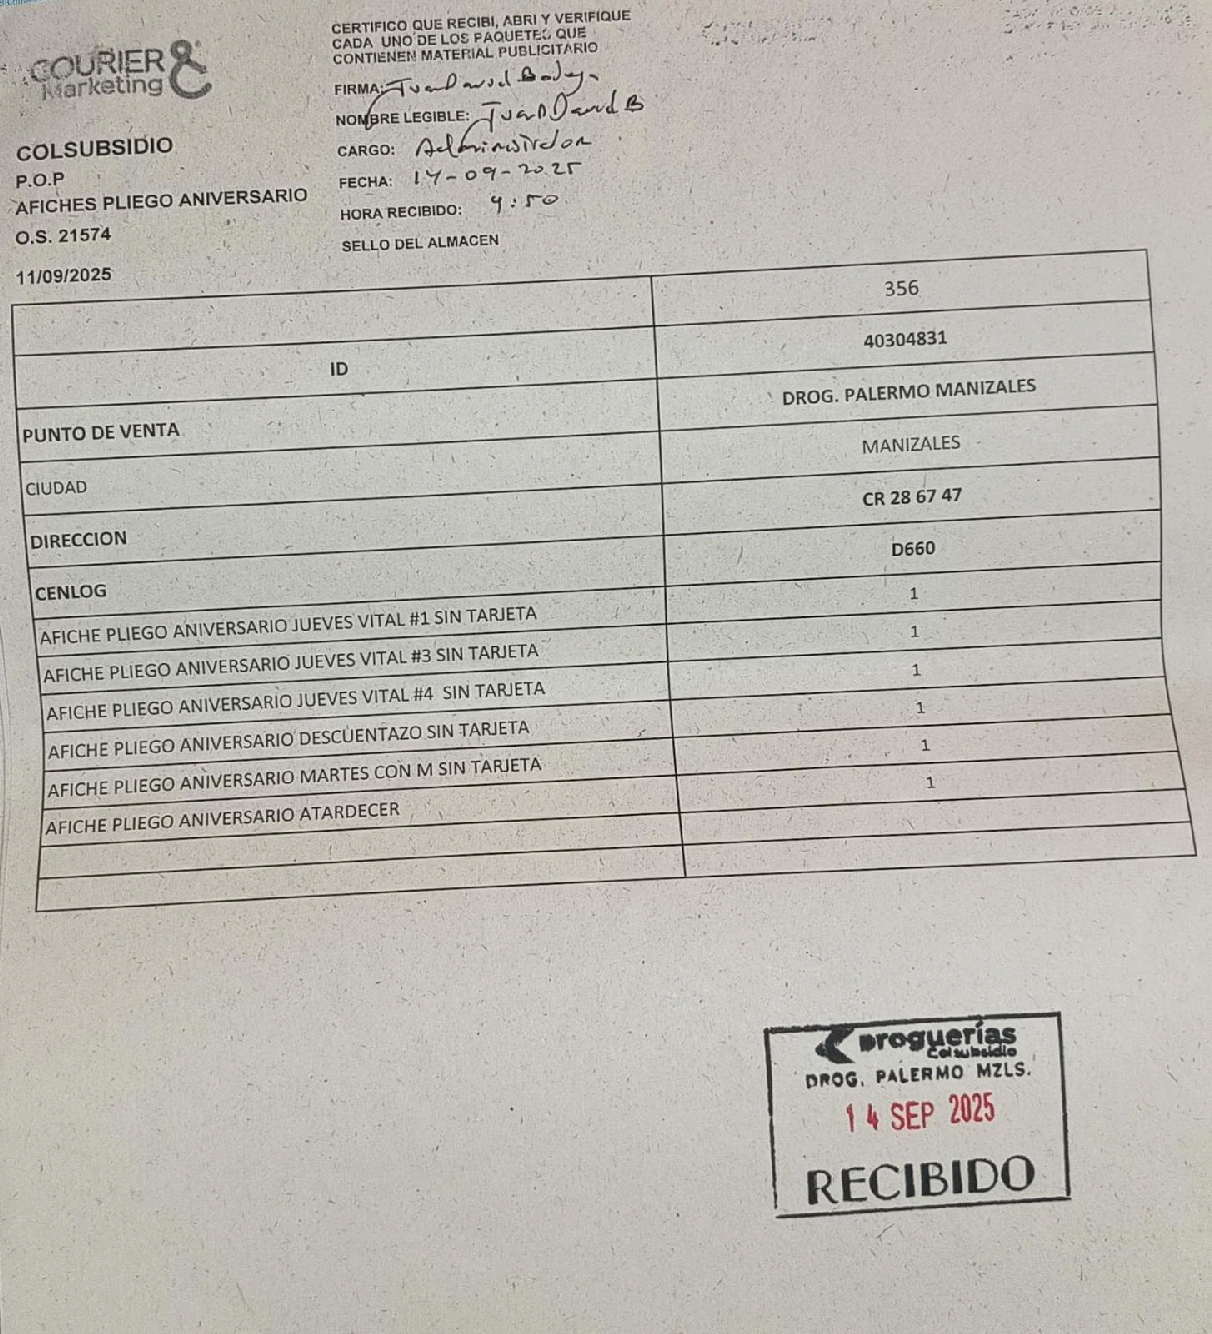 COURIER &
Marketing
COLSUBSIDIO
P.O.P
AFICHES PLIEGO ANIVERSARIO
O.S. 21574
11/09/2025
CERTIFICO QUE RECIBI, ABRI Y VERIFIQUE
CADA UNO DE LOS PAQUETES QUE
CONTIENEN MATERIAL PUBLICITARIO
FIRMA: Juan David
NOMBRE LEGIBLE: Juan David B
CARGO: Administrador
FECHA: 14-09-2025
HORA RECIBIDO: 9:50
SELLO DEL ALMACEN
356
ID 40304831
PUNTO DE VENTA DROG. PALERMO MANIZALES
CIUDAD MANIZALES
DIRECCION CR 28 67 47
CENLOG D660
AFICHE PLIEGO ANIVERSARIO JUEVES VITAL #1 SIN TARJETA 1
AFICHE PLIEGO ANIVERSARIO JUEVES VITAL #3 SIN TARJETA 1
AFICHE PLIEGO ANIVERSARIO JUEVES VITAL #4 SIN TARJETA 1
AFICHE PLIEGO ANIVERSARIO DESCUENTAZO SIN TARJETA 1
AFICHE PLIEGO ANIVERSARIO MARTES CON M SIN TARJETA 1
AFICHE PLIEGO ANIVERSARIO ATARDECER 1
Droguerías
Colsubsidio
DROG. PALERMO MZLS.
14 SEP 2025
RECIBIDO